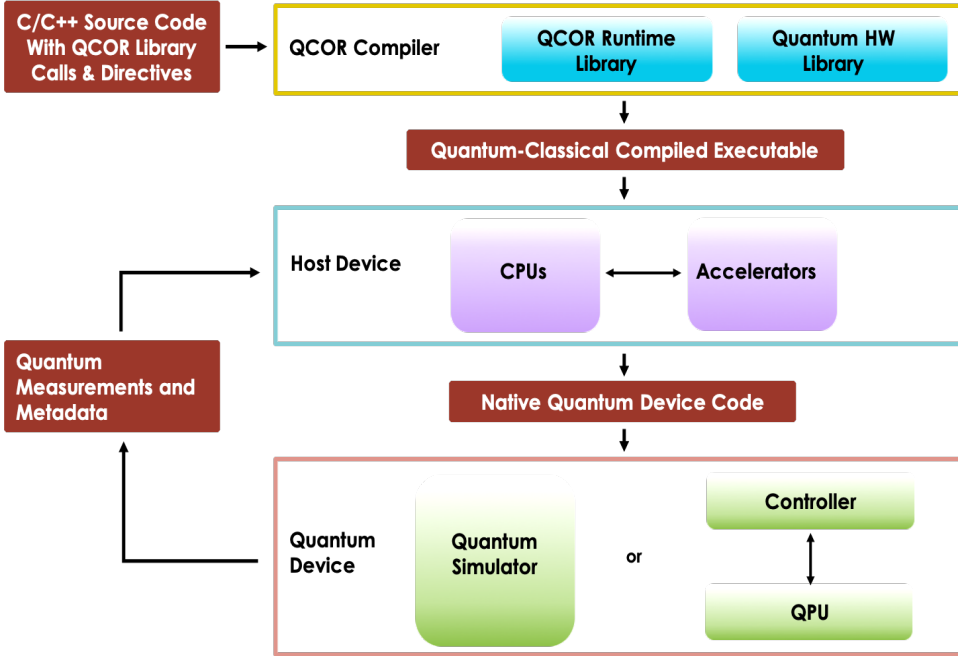 C/C++ Source Code
With QCOR Library
Calls & Directives
QCOR Compiler
QCOR Runtime
Library
Quantum HW
Library
Quantum-Classical Compiled Executable
Host Device
CPUs
Accelerators
Quantum
Measurements and
Metadata
Native Quantum Device Code
Quantum
Device
Quantum
Simulator
or
Controller
QPU